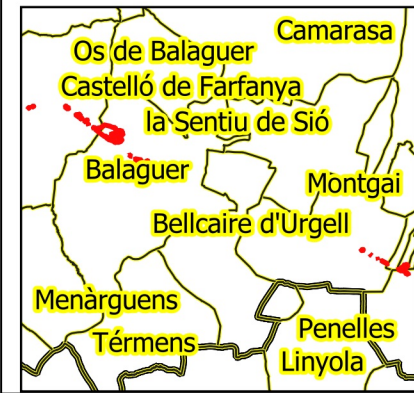 Camarasa
Os de Balaguer
Castelló de Farfanya
la Sentiu de Sió
Balaguer
Montgai
Bellcaire d'Urgell
Menàrguens
Térmens
Penelles
Linyola